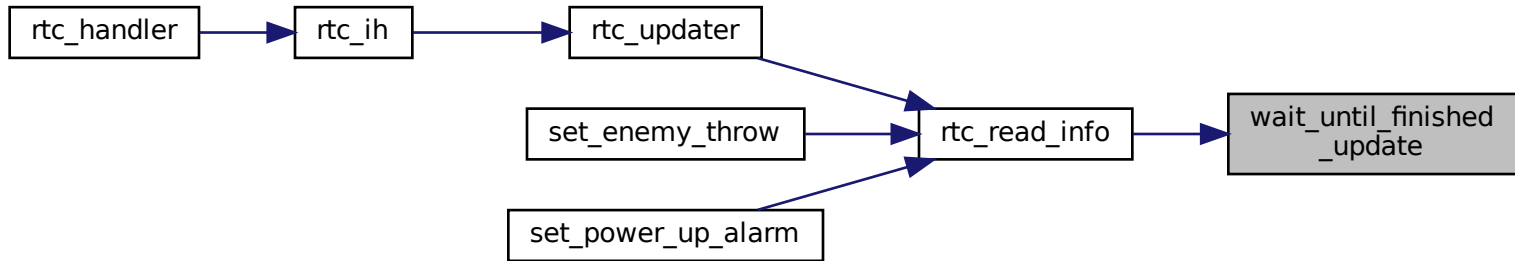 rtc_handler
rtc_ih
rtc_updater
set_enemy_throw
set_power_up_alarm
rtc_read_info
wait_until_finished
_update